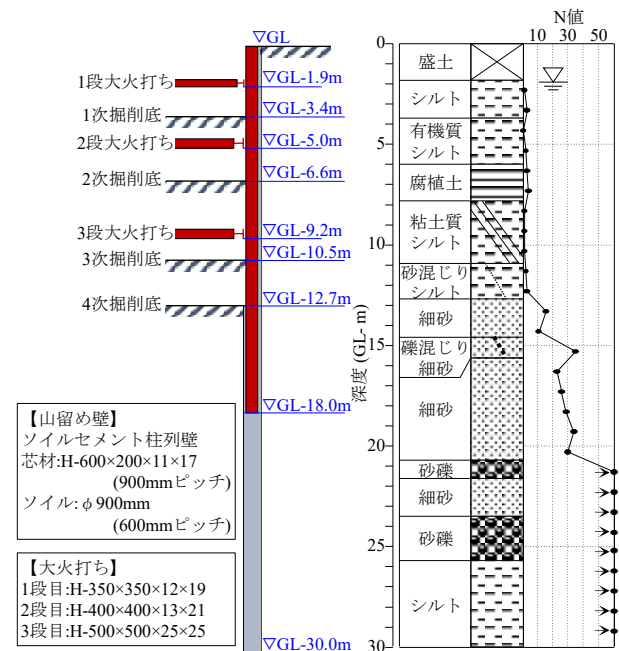 ▽GL
1段大火打ち
▽GL-1.9m
1次掘削底
▽GL-3.4m
2段大火打ち
▽GL-5.0m
2次掘削底
▽GL-6.6m
3段大火打ち
▽GL-9.2m
3次掘削底
▽GL-10.5m
4次掘削底
▽GL-12.7m
▽GL-18.0m
▽GL-30.0m
【山留め壁】
ソイルセメント柱列壁
芯材:H-600×200×11×17
(900mmピッチ)
ソイル:φ900mm
(600mmピッチ)
【大火打ち】
1段目:H-350×350×12×19
2段目:H-400×400×13×21
3段目:H-500×500×25×25
深度 (GL- m)
0
5
10
15
20
25
30
盛土
シルト
有機質
シルト
腐植土
粘土質
シルト
砂混じり
シルト
細砂
礫混じり
細砂
細砂
砂礫
細砂
砂礫
シルト
N値
10 30 50